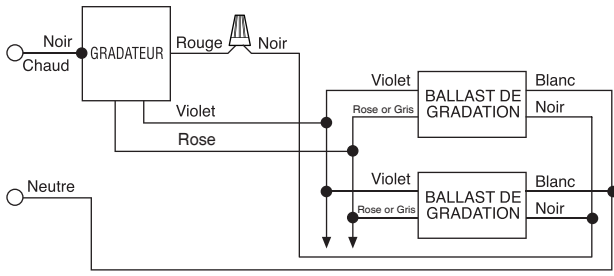 Noir
Chaud
GRADATEUR
Rouge
Noir
Violet
Rose
Neutre
Violet
Rose or Gris
BALLAST DE
GRADATION
Blanc
Noir
Violet
Rose or Gris
BALLAST DE
GRADATION
Blanc
Noir